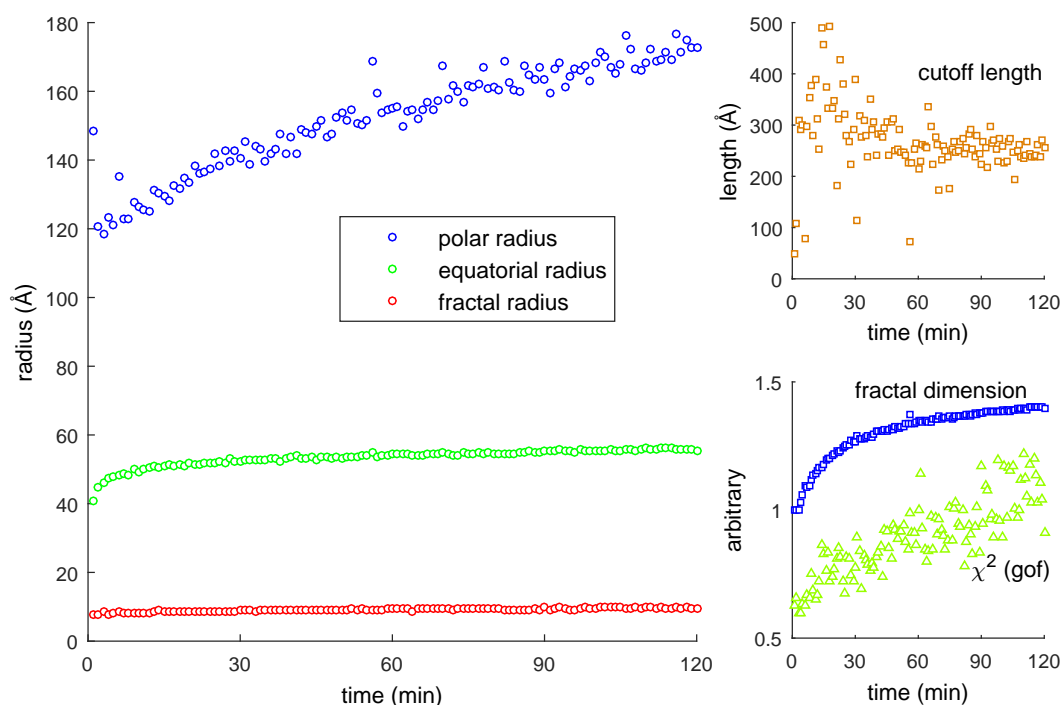 180
160
140
120
100
80
60
40
20
0
radius (Å)
polar radius
equatorial radius
fractal radius
0 30 60 90 120
time (min)
500
400
300
200
100
0
length (Å)
cutoff length
0 30 60 90 120
time (min)
1.5
1
0.5
arbitrary
fractal dimension
χ² (gof)
0 30 60 90 120
time (min)